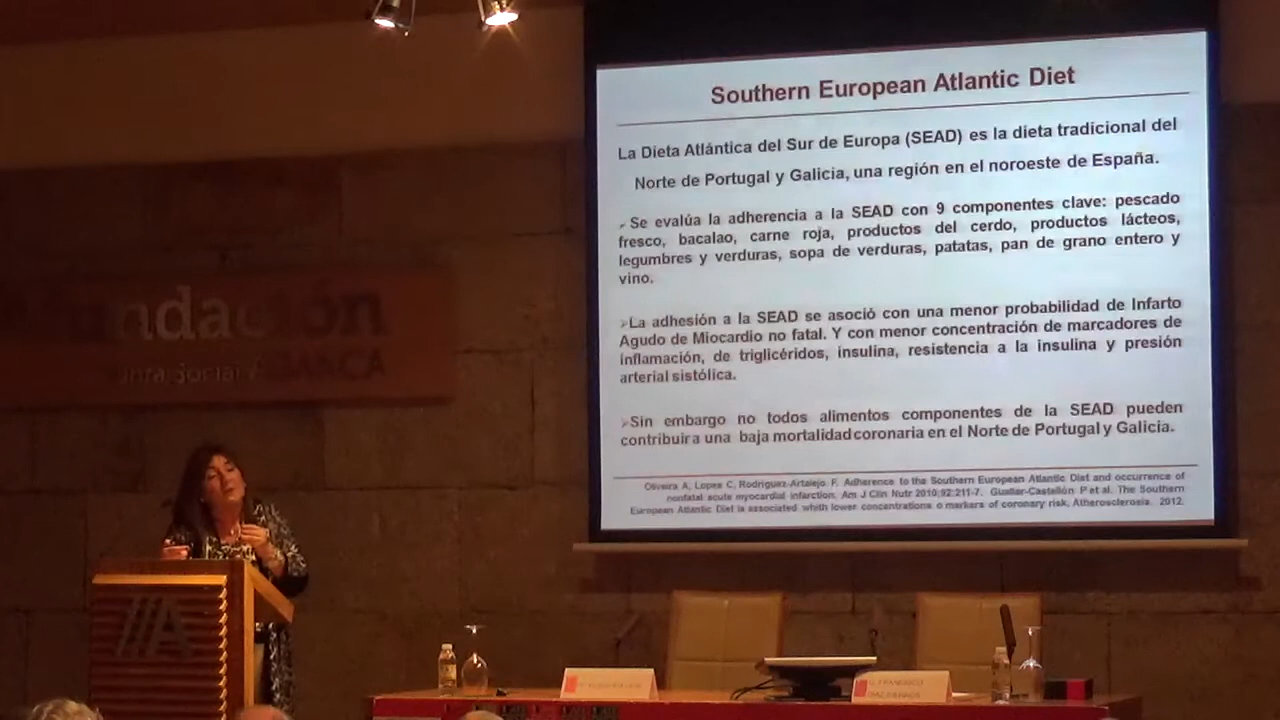 Southern European Atlantic Diet
La Dieta Atlántica del Sur de Europa (SEAD) es la dieta tradicional del
Norte de Portugal y Galicia, una región en el noroeste de España.
Se evalúa la adherencia a la SEAD con 9 componentes clave: pescado
fresco, bacalao, carne roja, productos del cerdo, productos lácteos,
legumbres y verduras, sopa de verduras, patatas, pan de grano entero y
vino.
La adhesión a la SEAD se asoció con una menor probabilidad de Infarto
Agudo de Miocardio no fatal. Y con menor concentración de marcadores de
inflamación, de triglicéridos, insulina, resistencia a la insulina y presión
arterial sistólica.
Sin embargo no todos alimentos componentes de la SEAD pueden
contribuir a una baja mortalidad coronaria en el Norte de Portugal y Galicia.
Oliveira A, Lopes C, Rodríguez-Artalejo F. Adherence to the Southern European Atlantic Diet and occurrence of
nonfatal acute myocardial infarction. Am J Clin Nutr 2010;92:211-7. Guallar-Castellón P et al. The Southern
European Atlantic Diet is associated whith lower concentrations o markers of coronary risk. Atherosclerosis. 2012.
Fundación
FRANCISCO